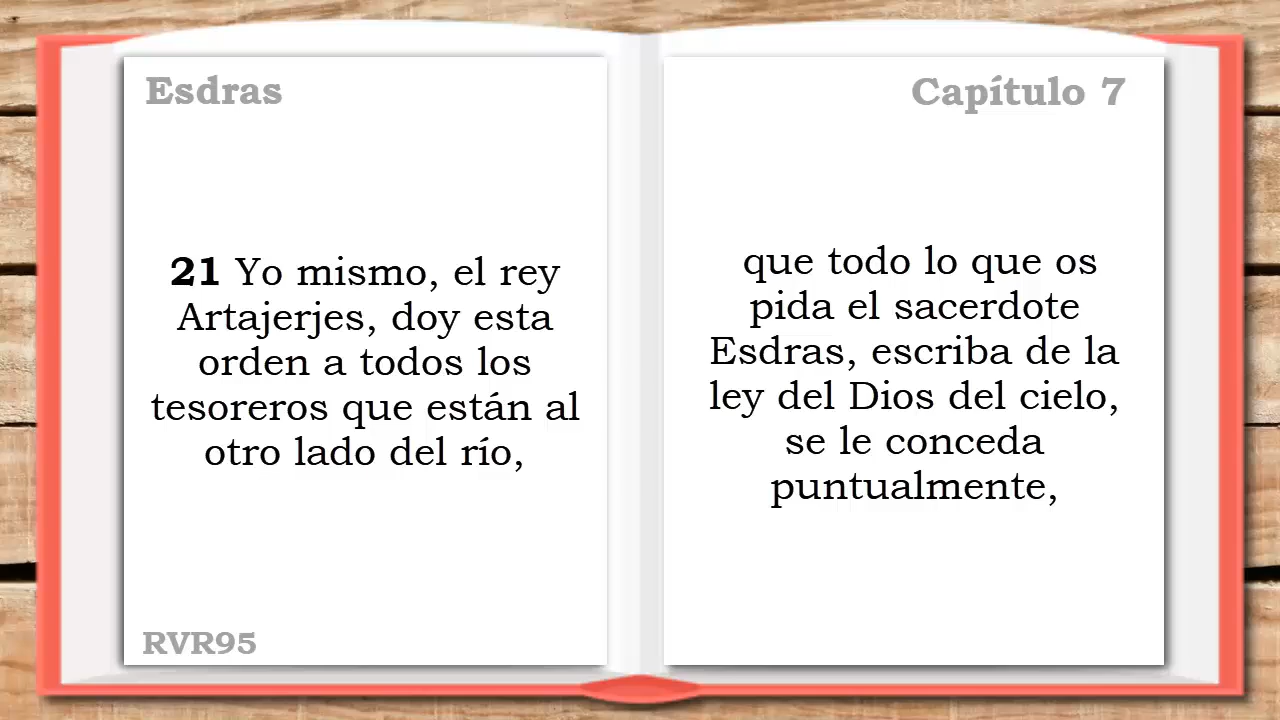 Esdras
21 Yo mismo, el rey
Artajerjes, doy esta
orden a todos los
tesoreros que están al
otro lado del río,
RVR95
Capítulo 7
que todo lo que os
pida el sacerdote
Esdras, escriba de la
ley del Dios del cielo,
se le conceda
puntualmente,